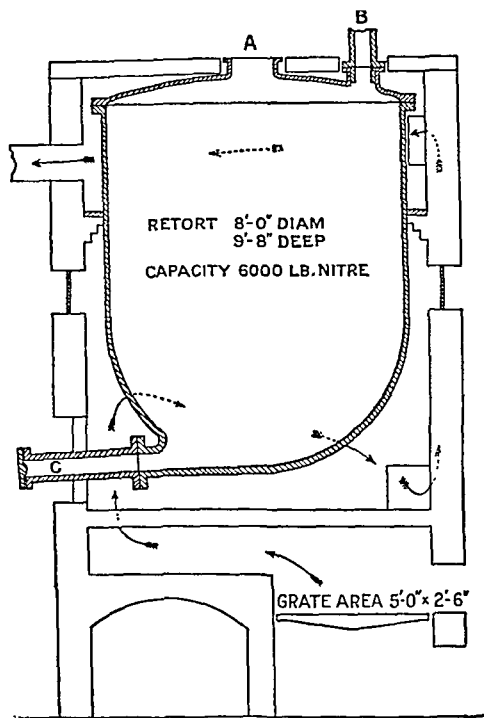 A
B
RETORT 8'-0" DIAM
9'-8" DEEP
CAPACITY 6000 LB. NITRE
C
GRATE AREA 5'-0" × 2'-6"